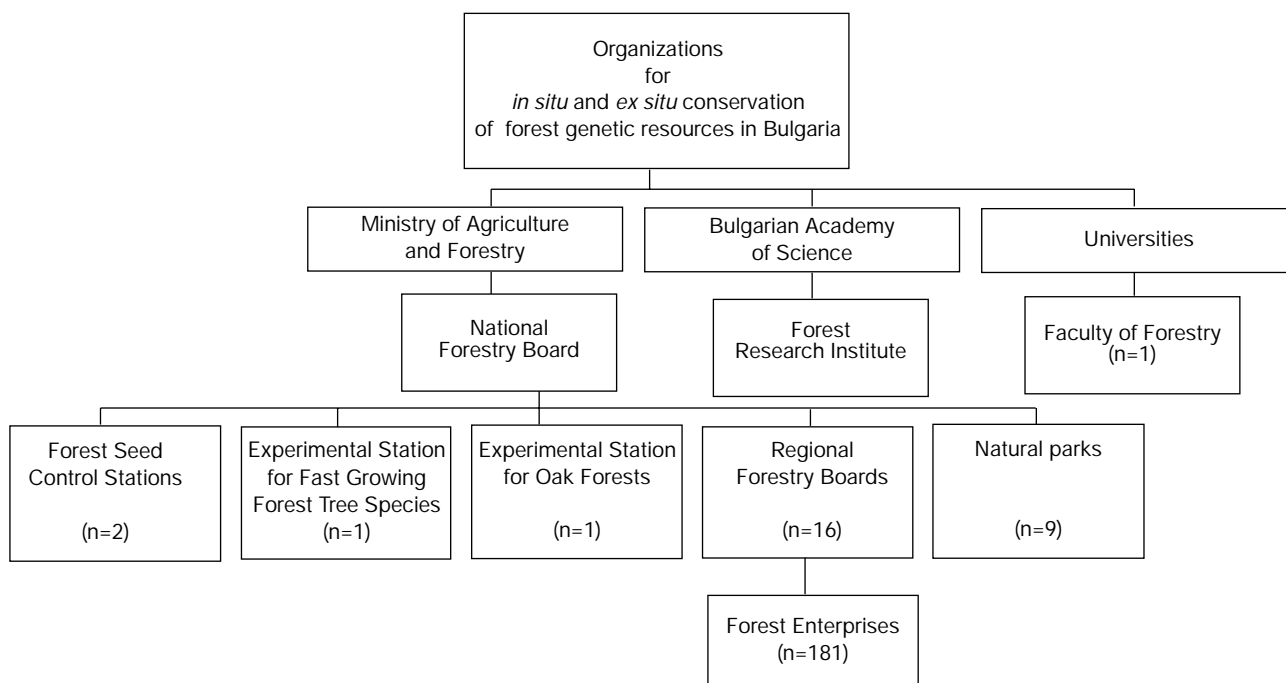 Organizations
for
in situ and ex situ conservation
of forest genetic resources in Bulgaria
Ministry of Agriculture
and Forestry
Bulgarian Academy
of Science
Universities
National
Forestry Board
Forest
Research Institute
Faculty of Forestry
(n=1)
Forest Seed
Control Stations
(n=2)
Experimental Station
for Fast Growing
Forest Tree Species
(n=1)
Experimental Station
for Oak Forests
(n=1)
Regional
Forestry Boards
(n=16)
Natural parks
(n=9)
Forest Enterprises
(n=181)